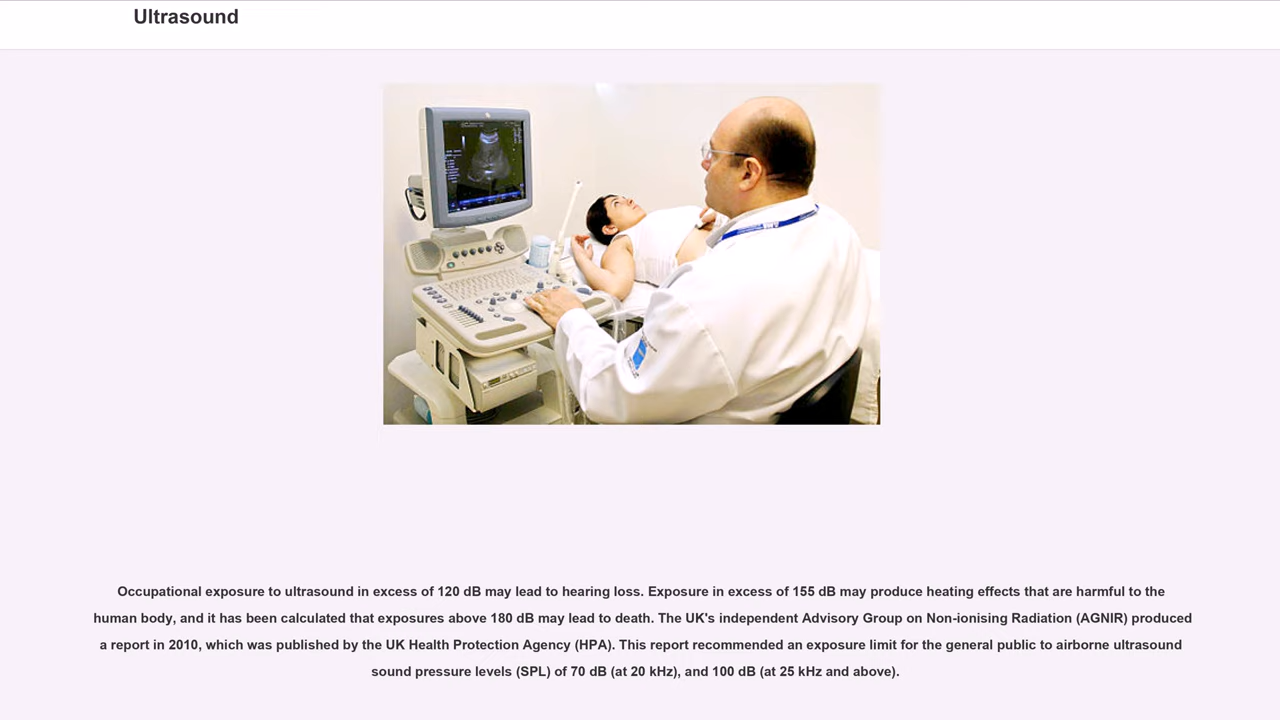 Ultrasound
Occupational exposure to ultrasound in excess of 120 dB may lead to hearing loss. Exposure in excess of 155 dB may produce heating effects that are harmful to the
human body, and it has been calculated that exposures above 180 dB may lead to death. The UK's independent Advisory Group on Non-ionising Radiation (AGNIR) produced
a report in 2010, which was published by the UK Health Protection Agency (HPA). This report recommended an exposure limit for the general public to airborne ultrasound
sound pressure levels (SPL) of 70 dB (at 20 kHz), and 100 dB (at 25 kHz and above).